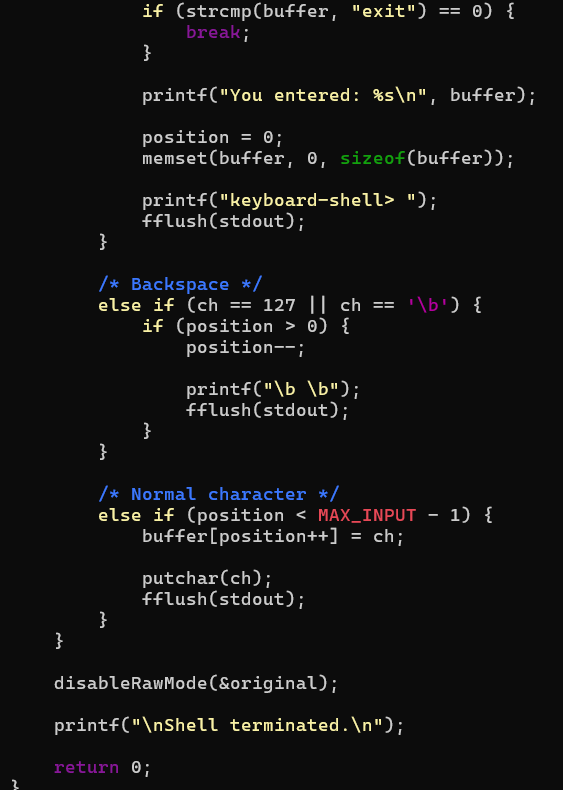 if (strcmp(buffer, "exit") == 0) {
                break;
            }

            printf("You entered: %s\n", buffer);

            position = 0;
            memset(buffer, 0, sizeof(buffer));

            printf("keyboard-shell> ");
            fflush(stdout);
        }

        /* Backspace */
        else if (ch == 127 || ch == '\b') {
            if (position > 0) {
                position--;

                printf("\b \b");
                fflush(stdout);
            }
        }

        /* Normal character */
        else if (position < MAX_INPUT - 1) {
            buffer[position++] = ch;

            putchar(ch);
            fflush(stdout);
        }
    }

    disableRawMode(&original);

    printf("\nShell terminated.\n");

    return 0;
}